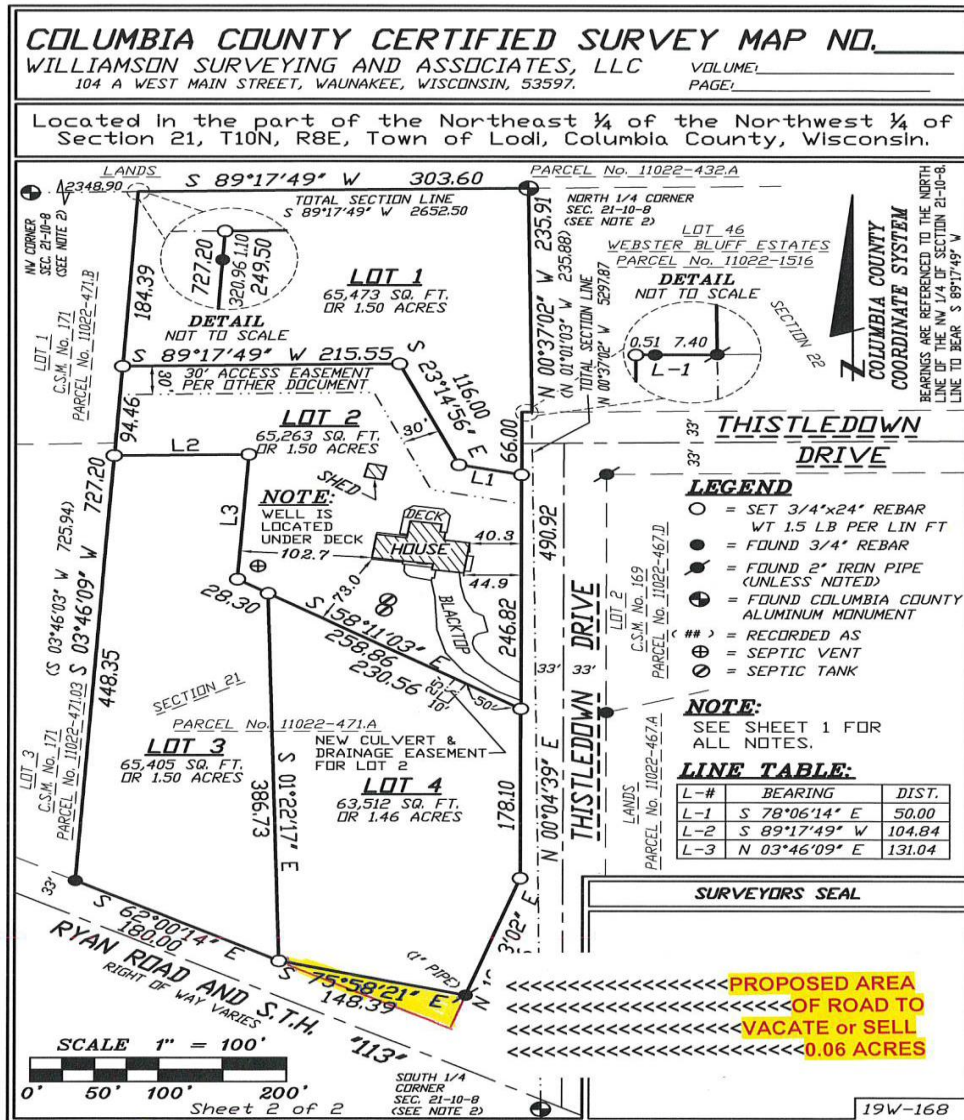 COLUMBIA COUNTY CERTIFIED SURVEY MAP NO.
WILLIAMSON SURVEYING AND ASSOCIATES, LLC
104 A WEST MAIN STREET, WAUNAKEE, WISCONSIN, 53597.
VOLUME:
PAGE:
Located in the part of the Northeast ¼ of the Northwest ¼ of
Section 21, T10N, R8E, Town of Lodi, Columbia County, Wisconsin.
LANDS
S 89°17'49" W 303.60
PARCEL No. 11022-432.A
2348.90
TOTAL SECTION LINE
S 89°17'49" W 2652.50
NORTH 1/4 CORNER
SEC. 21-10-8
(SEE NOTE 2)
NW CORNER
SEC. 21-10-8
(SEE NOTE 2)
727.20
320.96 1.10
249.50
DETAIL
NOT TO SCALE
LOT 1
65,473 SQ. FT.
OR 1.50 ACRES
N 00°37'02" W 235.91
(N 01°01'03" W 235.88)
TOTAL SECTION LINE
N 00°37'02" W 5297.87
LOT 46
WEBSTER BLUFF ESTATES
PARCEL No. 11022-1516
DETAIL
NOT TO SCALE
0.51 7.40
L-1
SECTION 22
COLUMBIA COUNTY
COORDINATE SYSTEM
BEARINGS ARE REFERENCED TO THE NORTH
LINE OF THE NW 1/4 OF SECTION 21-10-8.
LINE TO BEAR S 89°17'49" W
184.39
LOT 1
C.S.M. No. 171
PARCEL No. 11022-471.B
S 89°17'49" W 215.55
30'
30' ACCESS EASEMENT
PER OTHER DOCUMENT
S 23°14'56" E
116.00
30'
94.46
L2
LOT 2
65,263 SQ. FT.
OR 1.50 ACRES
L1
66.00
SHED
L3
NOTE:
WELL IS
LOCATED
UNDER DECK
DECK
HOUSE
102.7
40.3
44.9
73.0
28.30
BLACKTOP
246.82
490.92
33'
33'
THISTLEDOWN
DRIVE
LEGEND
= SET 3/4"x24" REBAR
WT 1.5 LB PER LIN FT
= FOUND 3/4" REBAR
= FOUND 2" IRON PIPE
(UNLESS NOTED)
= FOUND COLUMBIA COUNTY
ALUMINUM MONUMENT
( ## ) = RECORDED AS
= SEPTIC VENT
= SEPTIC TANK
NOTE:
SEE SHEET 1 FOR
ALL NOTES.
LINE TABLE:
L-# BEARING DIST.
L-1 S 78°06'14" E 50.00
L-2 S 89°17'49" W 104.84
L-3 N 03°46'09" E 131.04
LOT 2
C.S.M. No. 169
PARCEL No. 11022-467.D
LANDS
PARCEL No. 11022-467.A
33' 33'
THISTLEDOWN DRIVE
N 00°04'39" E
(S 03°46'03" W 725.94)
S 03°46'09" W 727.20
448.35
LOT 3
C.S.M. No. 171
PARCEL No. 11022-471.03
SECTION 21
S 58°11'03" E
258.86
230.56
10'
50'
PARCEL No. 11022-471.A
LOT 3
65,405 SQ. FT.
OR 1.50 ACRES
NEW CULVERT &
DRAINAGE EASEMENT
FOR LOT 2
LOT 4
63,512 SQ. FT.
OR 1.46 ACRES
S 01°22'17" E
386.73
178.10
33'
S 62°00'14" E
180.00
RYAN ROAD AND S.T.H. "113"
RIGHT OF WAY VARIES
S 75°58'21" E
148.39
(1" PIPE)
SURVEYORS SEAL
PROPOSED AREA
OF ROAD TO
VACATE or SELL
0.06 ACRES
SCALE 1" = 100'
0' 50' 100' 200'
Sheet 2 of 2
SOUTH 1/4
CORNER
SEC. 21-10-8
(SEE NOTE 2)
19W-168